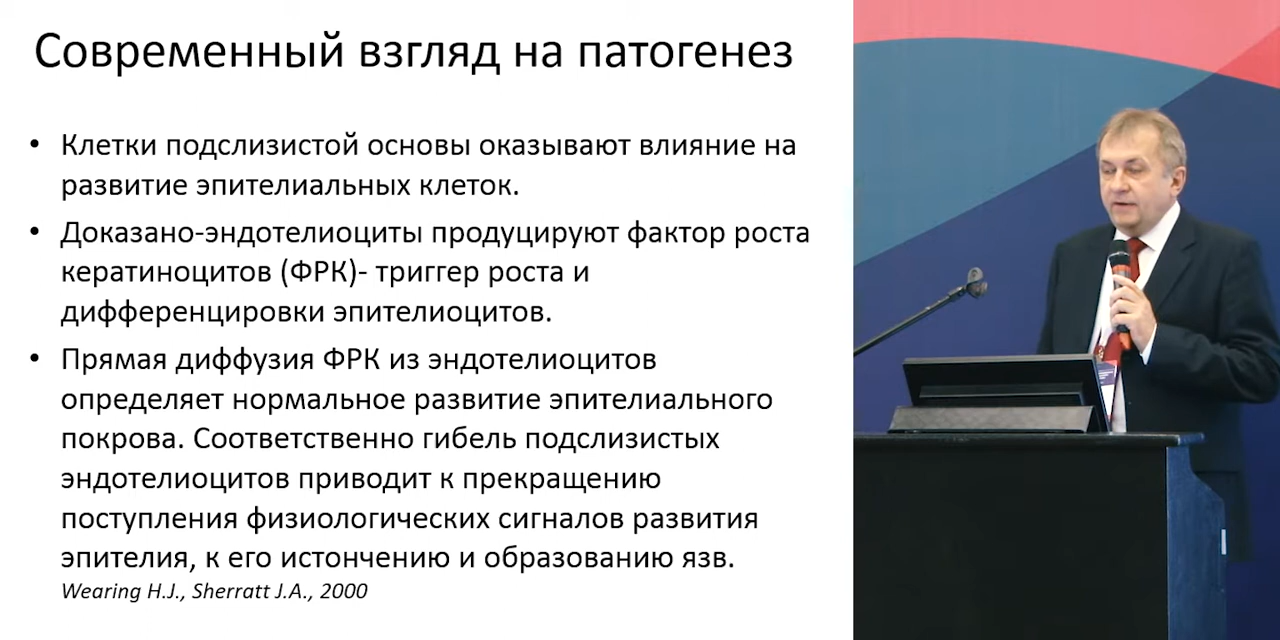 Современный взгляд на патогенез
• Клетки подслизистой основы оказывают влияние на
развитие эпителиальных клеток.
• Доказано-эндотелиоциты продуцируют фактор роста
кератиноцитов (ФРК)- триггер роста и
дифференцировки эпителиоцитов.
• Прямая диффузия ФРК из эндотелиоцитов
определяет нормальное развитие эпителиального
покрова. Соответственно гибель подслизистых
эндотелиоцитов приводит к прекращению
поступления физиологических сигналов развития
эпителия, к его истончению и образованию язв.
Wearing H.J., Sherratt J.A., 2000